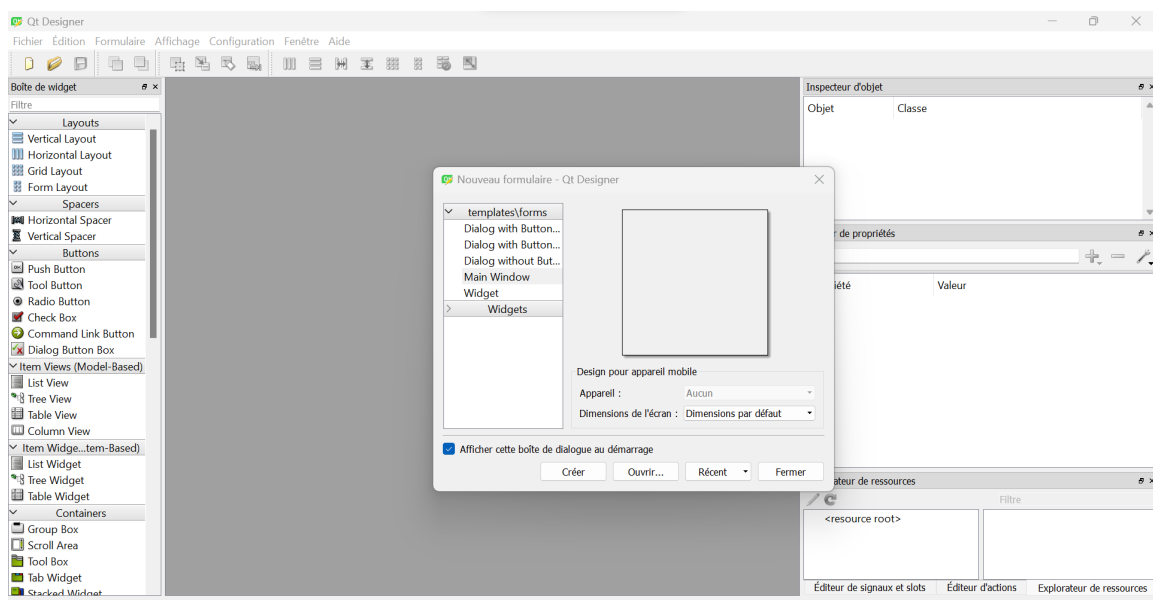 Qt Designer
Fichier Édition Formulaire Affichage Configuration Fenêtre Aide
Boîte de widget
Filtre
Layouts
Vertical Layout
Horizontal Layout
Grid Layout
Form Layout
Spacers
Horizontal Spacer
Vertical Spacer
Buttons
Push Button
Tool Button
Radio Button
Check Box
Command Link Button
Dialog Button Box
Item Views (Model-Based)
List View
Tree View
Table View
Column View
Item Widge...tem-Based)
List Widget
Tree Widget
Table Widget
Containers
Group Box
Scroll Area
Tool Box
Tab Widget
Stacked Widget
Nouveau formulaire - Qt Designer
templates\forms
Dialog with Button...
Dialog with Button...
Dialog without But...
Main Window
Widget
Widgets
Design pour appareil mobile
Appareil : Aucun
Dimensions de l'écran : Dimensions par défaut
Afficher cette boîte de dialogue au démarrage
Créer Ouvrir... Récent Fermer
Inspecteur d'objet
Objet Classe
r de propriétés
iété Valeur
ateur de ressources
Filtre
<resource root>
Éditeur de signaux et slots Éditeur d'actions Explorateur de ressources